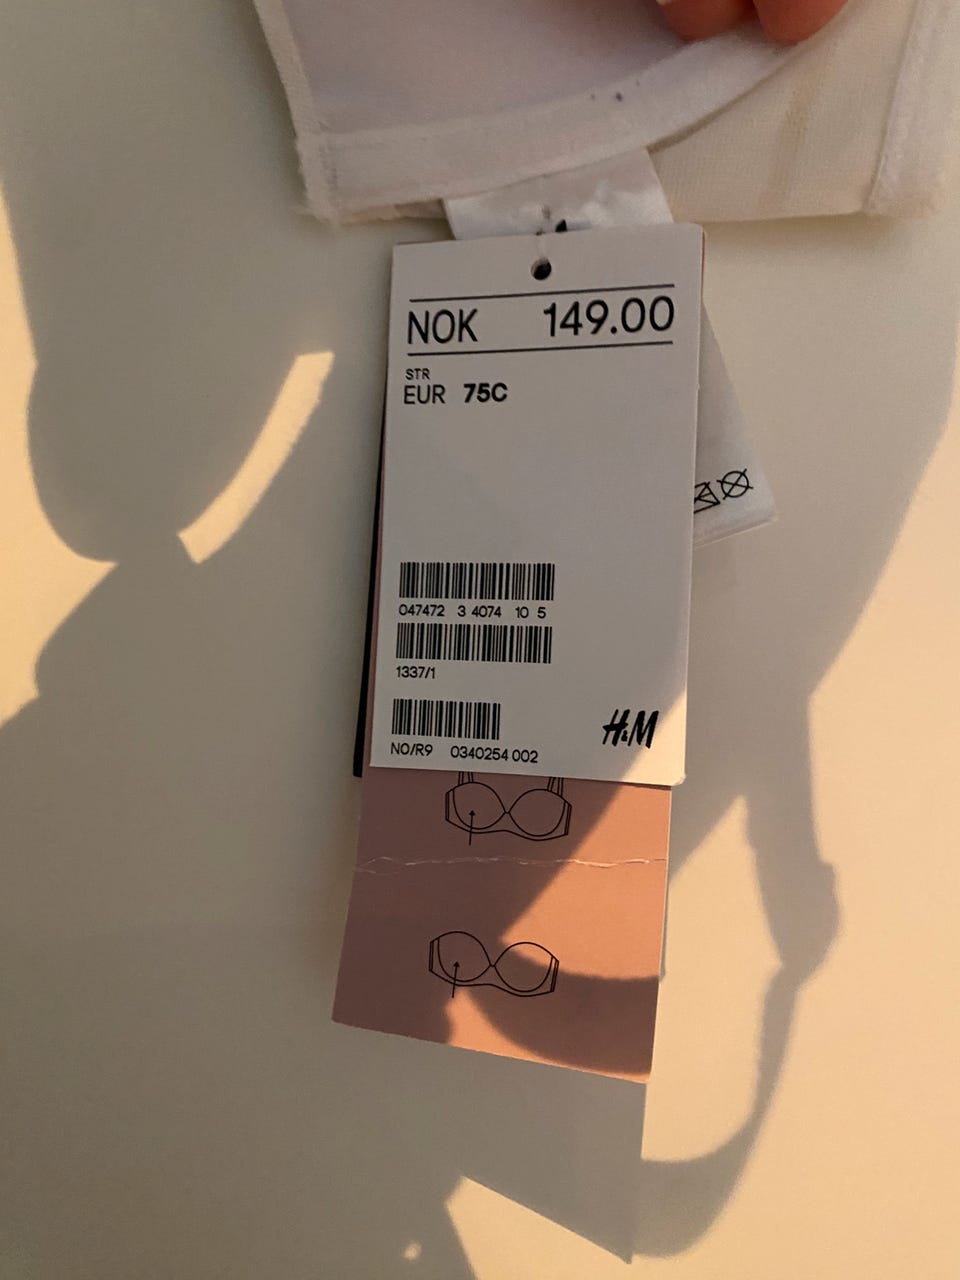 NOK 149.00
STR
EUR 75C
047472 3 4074 10 5
1337/1
NO/R9 0340254 002
H&M